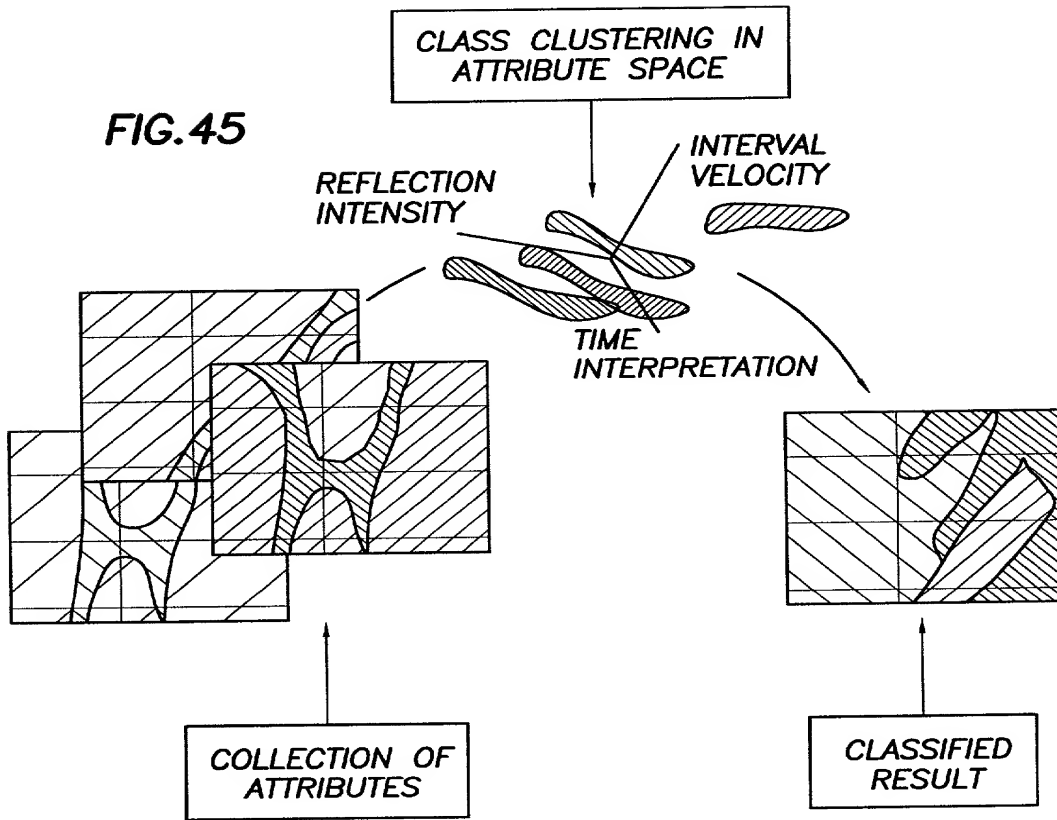 CLASS CLUSTERING IN
ATTRIBUTE SPACE
FIG.45
INTERVAL
VELOCITY
REFLECTION
INTENSITY
TIME
INTERPRETATION
COLLECTION OF
ATTRIBUTES
CLASSIFIED
RESULT